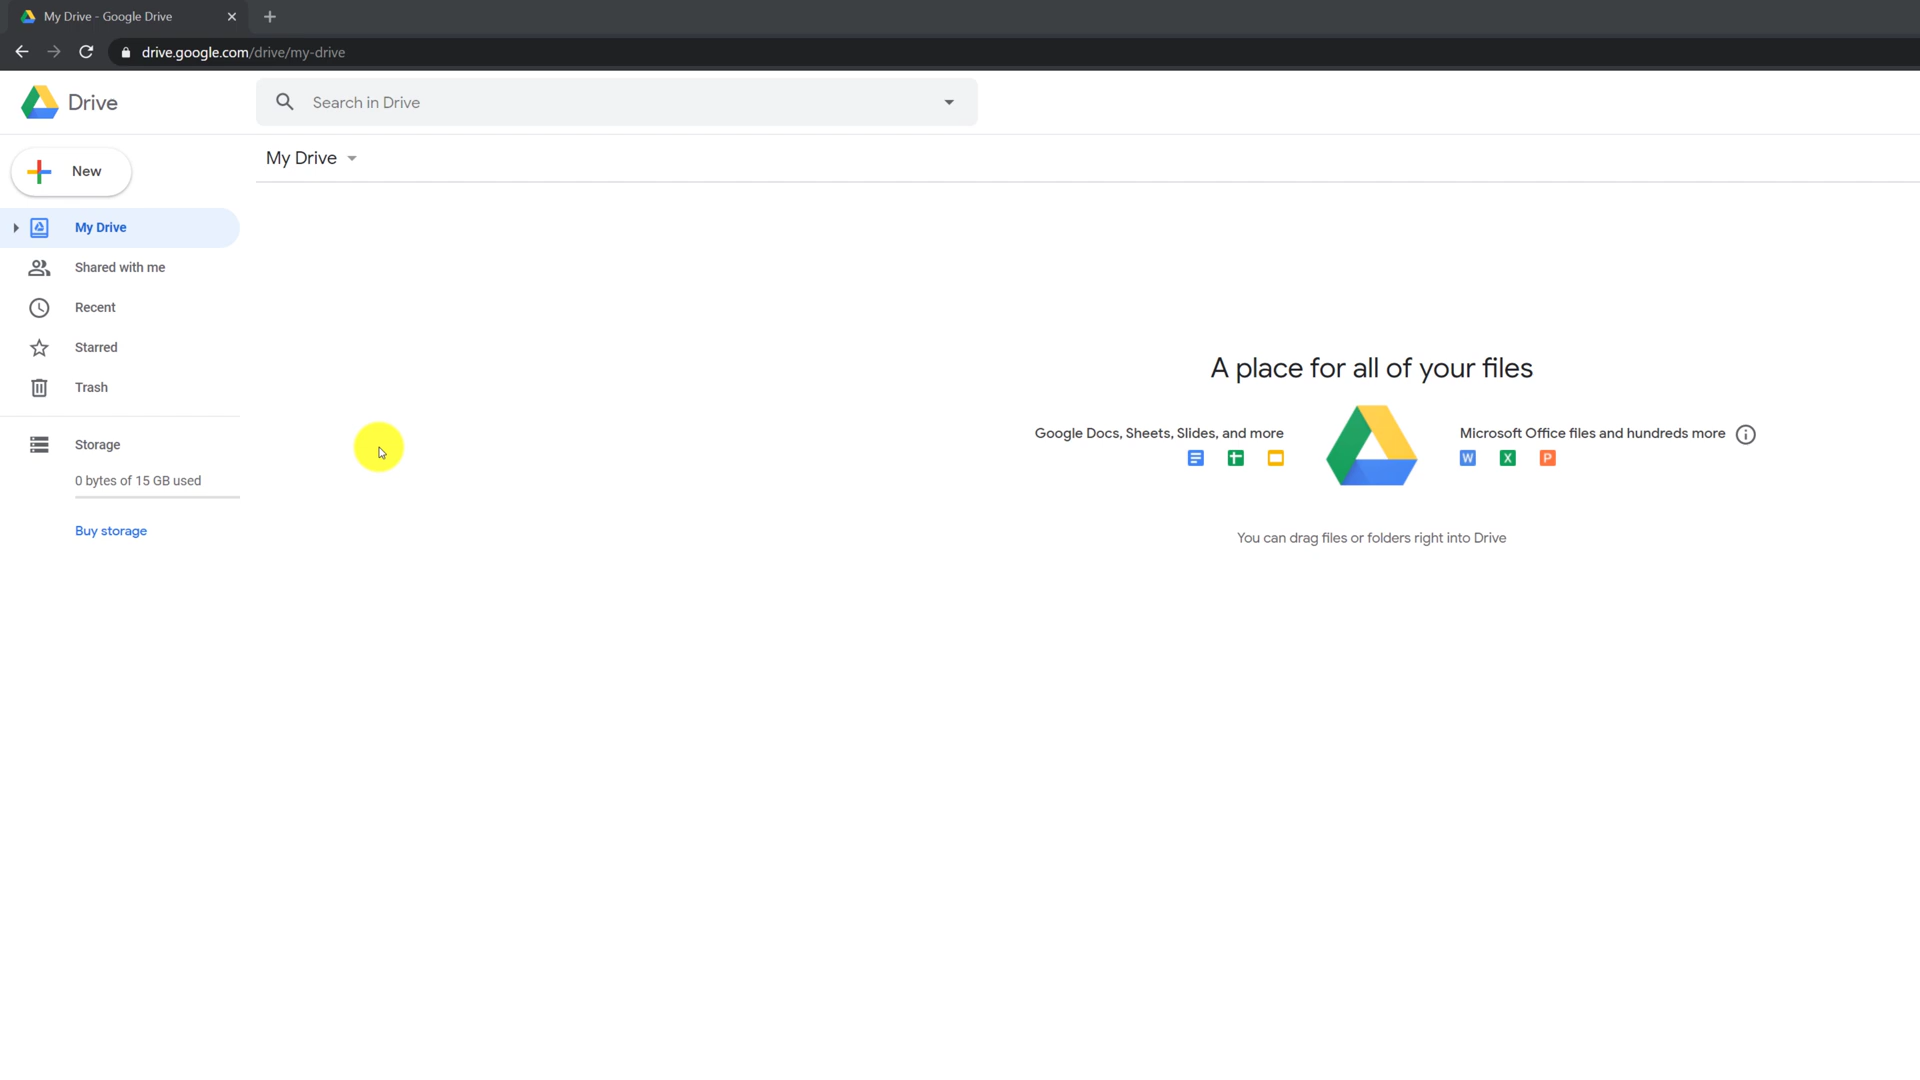 My Drive - Google Drive
drive.google.com/drive/my-drive
Drive
Search in Drive
New
My Drive
My Drive
Shared with me
Recent
Starred
Trash
Storage
0 bytes of 15 GB used
Buy storage
A place for all of your files
Google Docs, Sheets, Slides, and more
Microsoft Office files and hundreds more
W X P
You can drag files or folders right into Drive